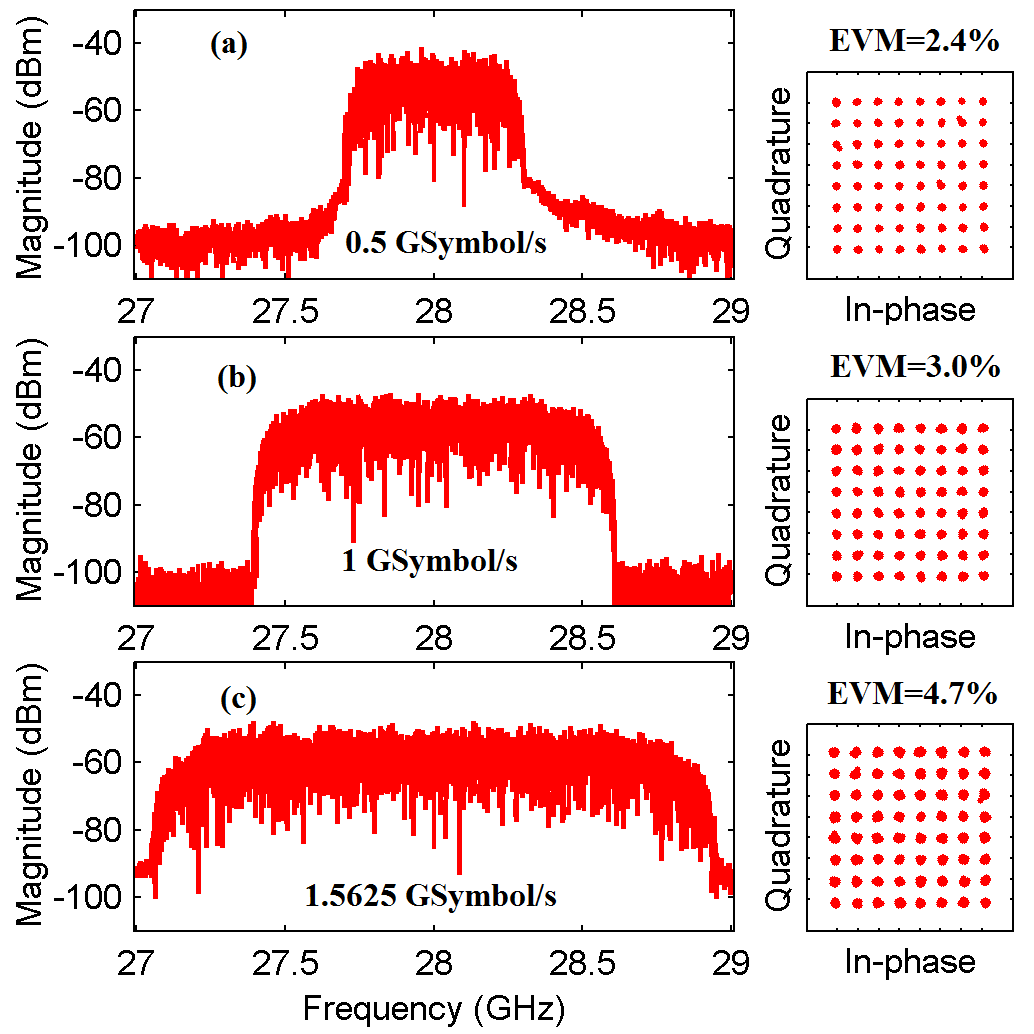 (a)
Magnitude (dBm)
-40
-60
-80
-100
0.5 GSymbol/s
27
27.5
28
28.5
29
EVM=2.4%
Quadrature
In-phase
(b)
Magnitude (dBm)
-40
-60
-80
-100
1 GSymbol/s
27
27.5
28
28.5
29
EVM=3.0%
Quadrature
In-phase
(c)
Magnitude (dBm)
-40
-60
-80
-100
1.5625 GSymbol/s
27
27.5
28
28.5
29
Frequency (GHz)
EVM=4.7%
Quadrature
In-phase